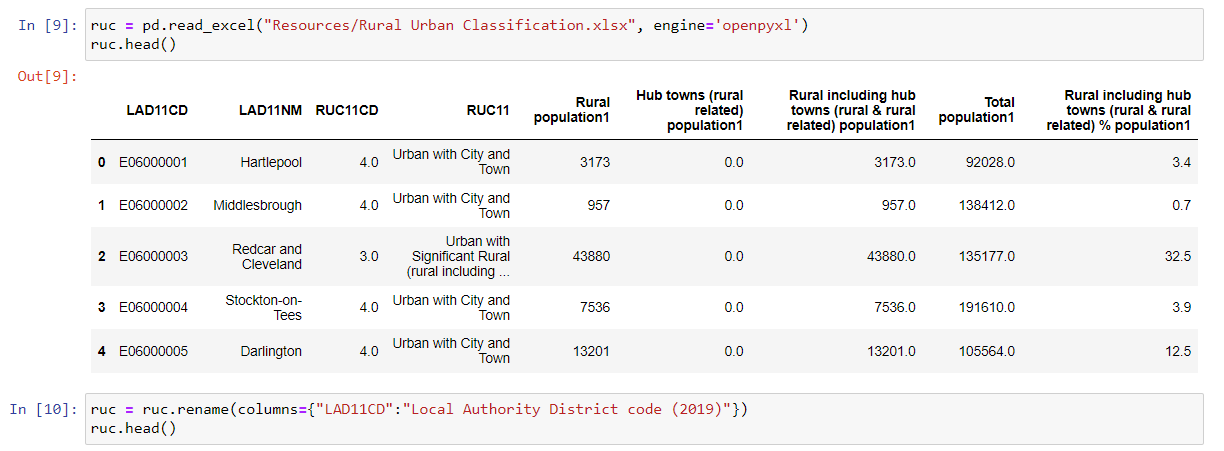 In [9]: ruc = pd.read_excel("Resources/Rural Urban Classification.xlsx", engine='openpyxl')
ruc.head()
Out[9]:
LAD11CD LAD11NM RUC11CD RUC11 Rural population1 Hub towns (rural related) population1 Rural including hub towns (rural & rural related) population1 Total population1 Rural including hub towns (rural & rural related) % population1
0 E06000001 Hartlepool 4.0 Urban with City and Town 3173 0.0 3173.0 92028.0 3.4
1 E06000002 Middlesbrough 4.0 Urban with City and Town 957 0.0 957.0 138412.0 0.7
2 E06000003 Redcar and Cleveland 3.0 Urban with Significant Rural (rural including ... 43880 0.0 43880.0 135177.0 32.5
3 E06000004 Stockton-on-Tees 4.0 Urban with City and Town 7536 0.0 7536.0 191610.0 3.9
4 E06000005 Darlington 4.0 Urban with City and Town 13201 0.0 13201.0 105564.0 12.5
In [10]: ruc = ruc.rename(columns={"LAD11CD":"Local Authority District code (2019)"})
ruc.head()